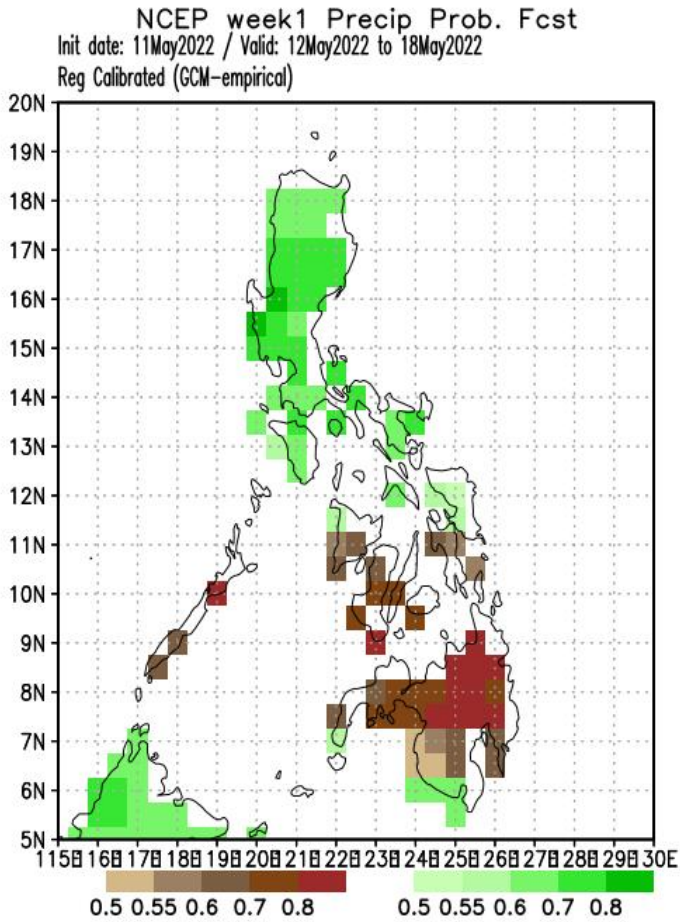 NCEP week1 Precip Prob. Fcst
Init date: 11May2022 / Valid: 12May2022 to 18May2022
Reg Calibrated (GCM-empirical)
20N
19N
18N
17N
16N
15N
14N
13N
12N
11N
10N
9N
8N
7N
6N
5N
115E 116E 117E 118E 119E 120E 121E 122E 123E 124E 125E 126E 127E 128E 129E 130E
0.5 0.55 0.6 0.7 0.8 0.5 0.55 0.6 0.7 0.8